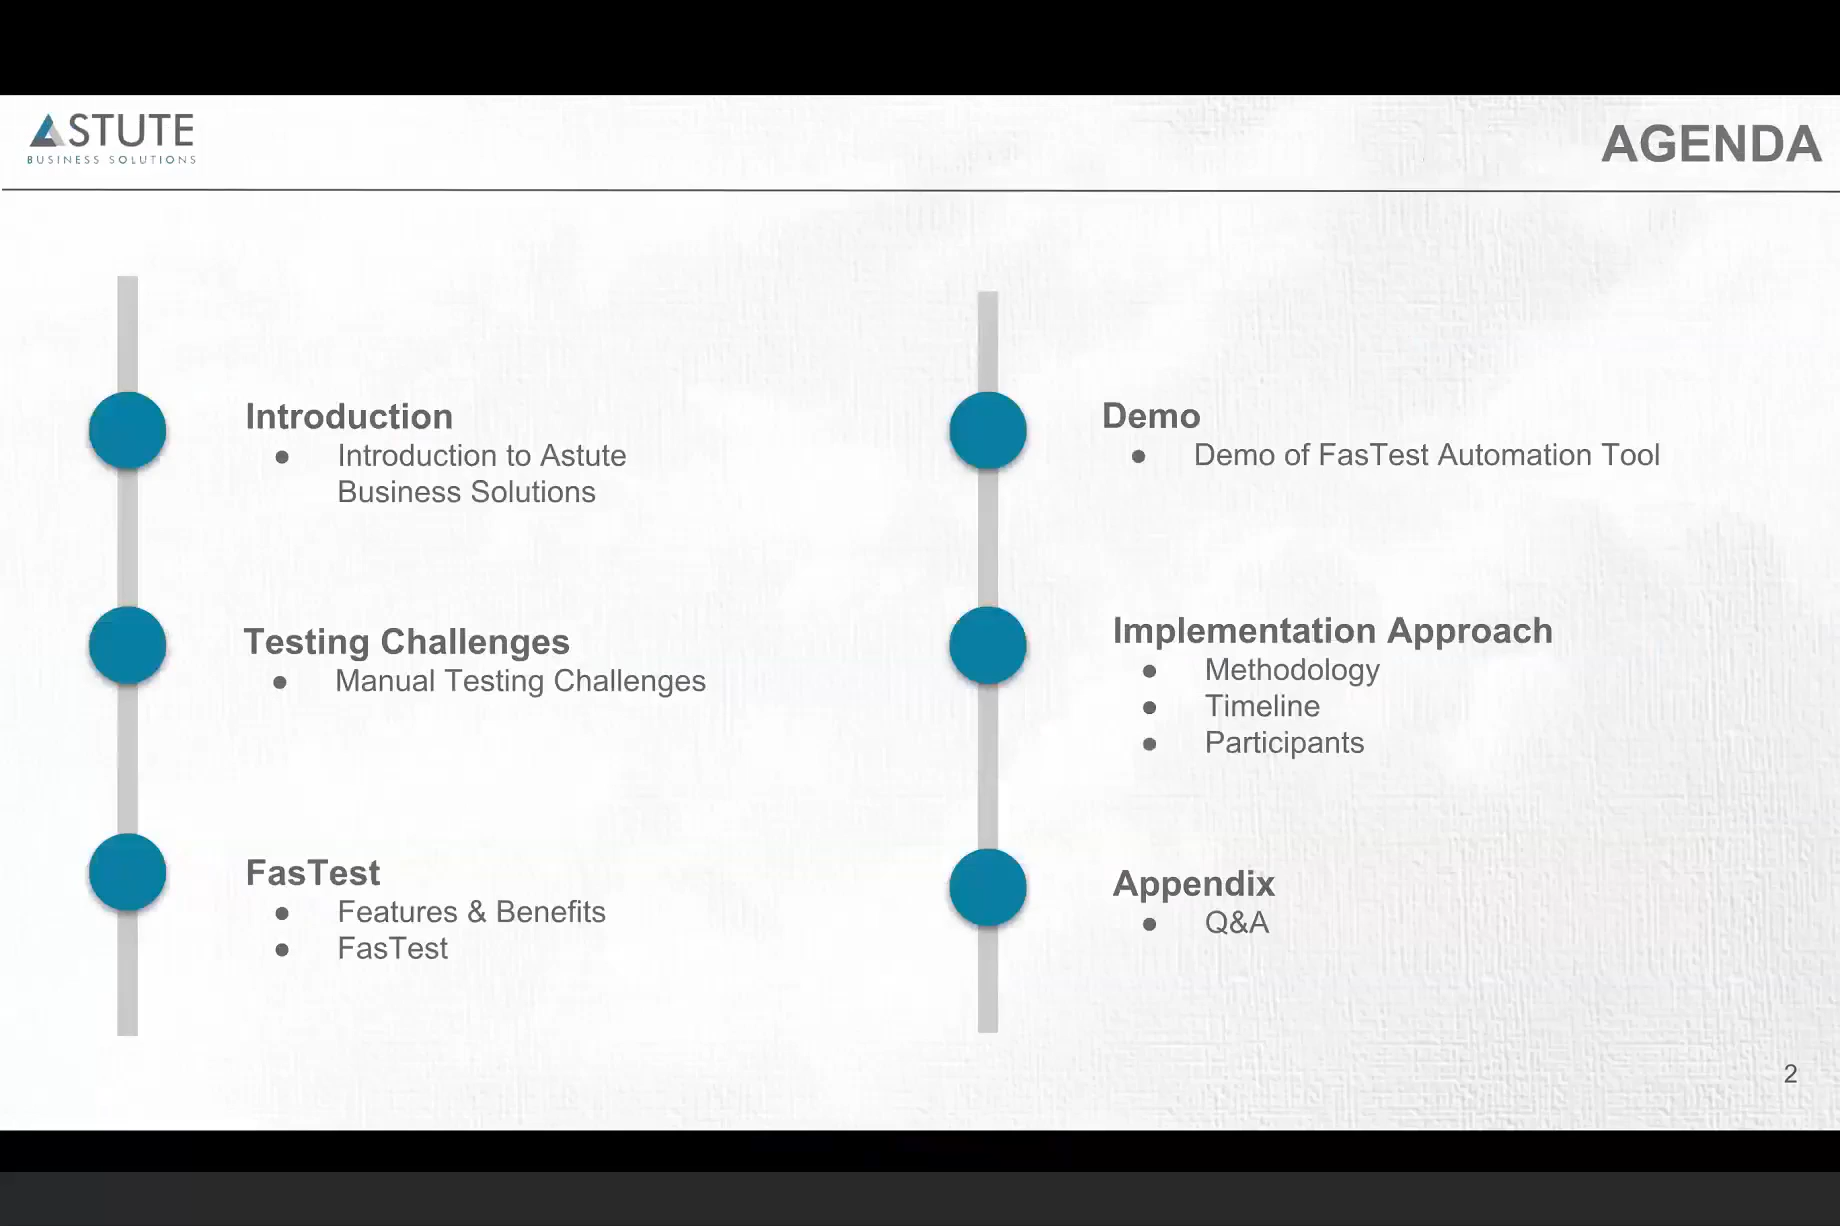 ASTUTE
BUSINESS SOLUTIONS
AGENDA
Introduction
● Introduction to Astute
Business Solutions
Testing Challenges
● Manual Testing Challenges
FasTest
● Features & Benefits
● FasTest
Demo
● Demo of FasTest Automation Tool
Implementation Approach
● Methodology
● Timeline
● Participants
Appendix
● Q&A
2